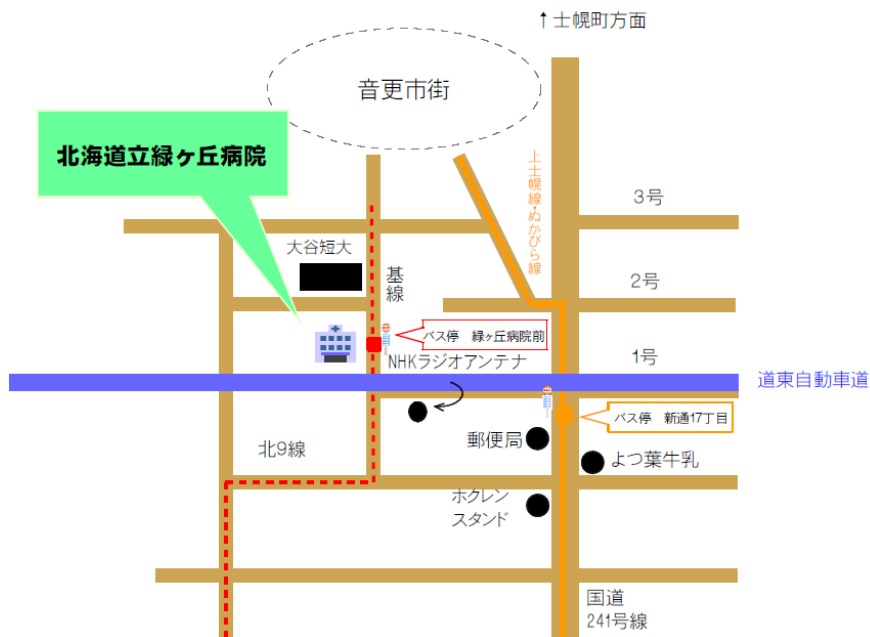 ↑士幌町方面
音更市街
北海道立緑ヶ丘病院
上士幌線・ぬかびら線
3号
大谷短大
基線
2号
バス停 緑ヶ丘病院前
1号
NHKラジオアンテナ
道東自動車道
バス停 新通17丁目
郵便局
北9線
よつ葉牛乳
ホクレン
スタンド
国道
241号線